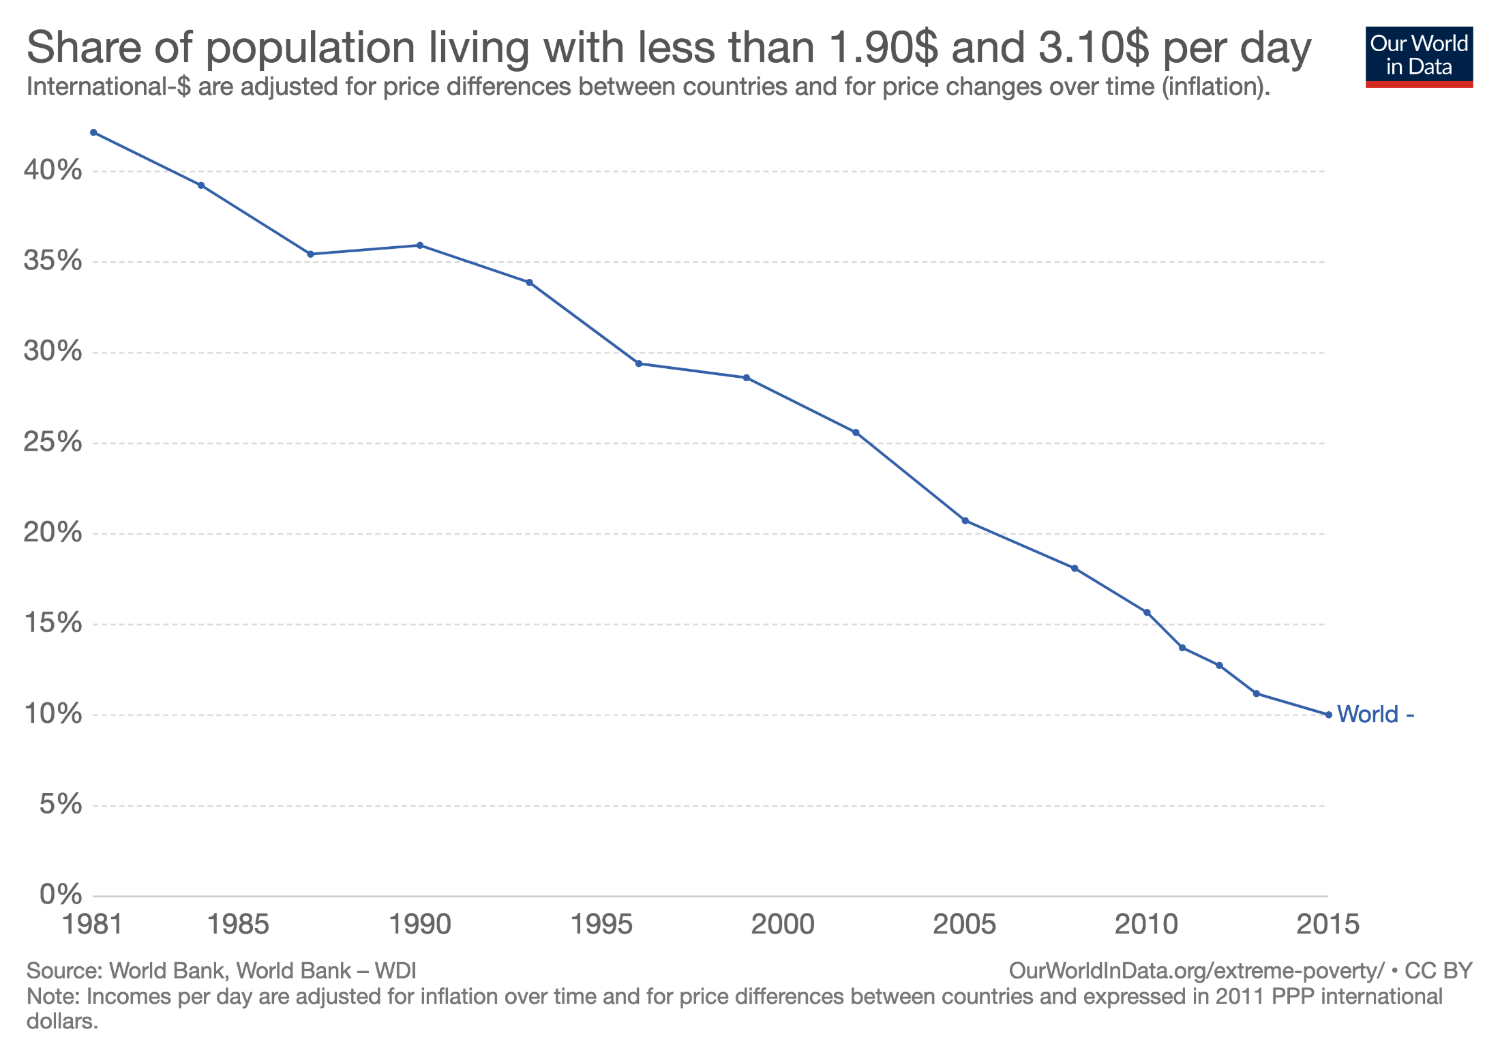 Share of population living with less than 1.90$ and 3.10$ per day
Our World
in Data
International-$ are adjusted for price differences between countries and for price changes over time (inflation).
40%
35%
30%
25%
20%
15%
10%
World -
5%
0%
1981 1985 1990 1995 2000 2005 2010 2015
Source: World Bank, World Bank – WDI
OurWorldInData.org/extreme-poverty/ • CC BY
Note: Incomes per day are adjusted for inflation over time and for price differences between countries and expressed in 2011 PPP international
dollars.